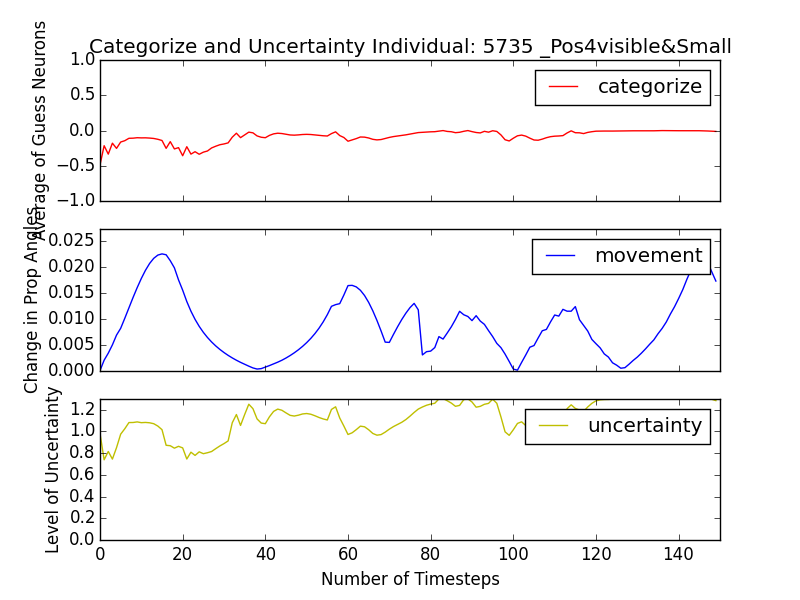 Categorize and Uncertainty Individual: 5735 _Pos4visible&Small
Average of Guess Neurons
1.0
0.5
0.0
−0.5
−1.0
categorize
Change in Prop Angles
0.025
0.020
0.015
0.010
0.005
0.000
movement
Level of Uncertainty
1.2
1.0
0.8
0.6
0.4
0.2
0.0
uncertainty
0 20 40 60 80 100 120 140
Number of Timesteps